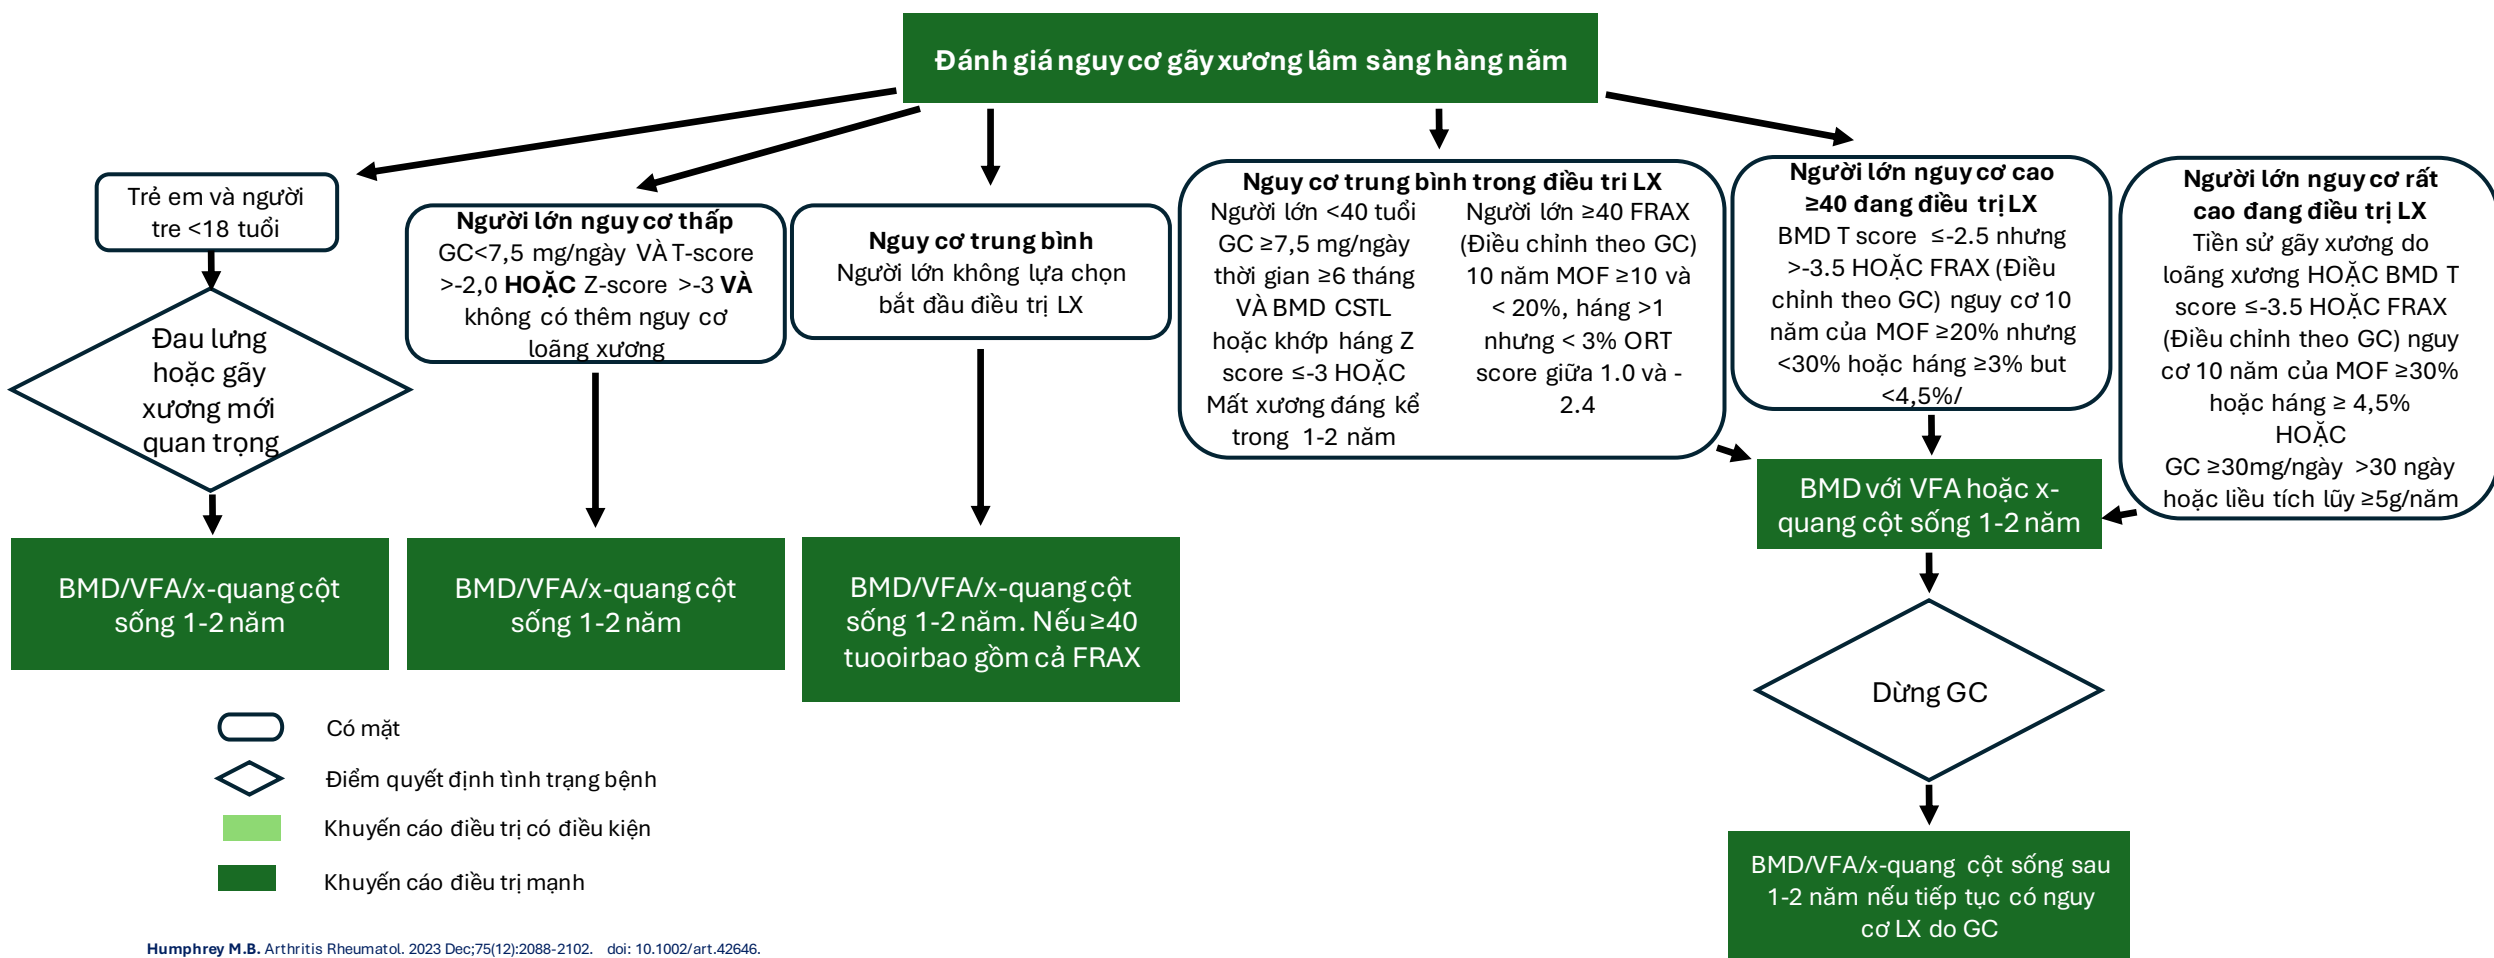 Đánh giá nguy cơ gãy xương lâm sàng hàng năm
Trẻ em và người
tre <18 tuổi
Đau lưng
hoặc gãy
xương mới
quan trọng
BMD/VFA/x-quang cột
sống 1-2 năm
Người lớn nguy cơ thấp
GC<7,5 mg/ngày VÀ T-score
>-2,0 HOẶC Z-score >-3 VÀ
không có thêm nguy cơ
loãng xương
BMD/VFA/x-quang cột
sống 1-2 năm
Nguy cơ trung bình
Người lớn không lựa chọn
bắt đầu điều trị LX
BMD/VFA/x-quang cột
sống 1-2 năm. Nếu ≥40
tuooirbao gồm cả FRAX
Nguy cơ trung bình trong điều tri LX
Người lớn <40 tuổi
GC ≥7,5 mg/ngày
thời gian ≥6 tháng
VÀ BMD CSTL
hoặc khớp háng Z
score ≤-3 HOẶC
Mất xương đáng kể
trong 1-2 năm
Người lớn ≥40 FRAX
(Điều chỉnh theo GC)
10 năm MOF ≥10 và
< 20%, háng >1
nhưng < 3% ORT
score giữa 1.0 và -
2.4
Người lớn nguy cơ cao
≥40 đang điều trị LX
BMD T score ≤-2.5 nhưng
>-3.5 HOẶC FRAX (Điều
chỉnh theo GC) nguy cơ 10
năm của MOF ≥20% nhưng
<30% hoặc háng ≥3% but
<4,5%/
Người lớn nguy cơ rất
cao đang điều trị LX
Tiền sử gãy xương do
loãng xương HOẶC BMD T
score ≤-3.5 HOẶC FRAX
(Điều chỉnh theo GC) nguy
cơ 10 năm của MOF ≥30%
hoặc háng ≥ 4,5%
HOẶC
GC ≥30mg/ngày >30 ngày
hoặc liều tích lũy ≥5g/năm
BMD với VFA hoặc x-
quang cột sống 1-2 năm
Dừng GC
BMD/VFA/x-quang cột sống sau
1-2 năm nếu tiếp tục có nguy
cơ LX do GC
Có mặt
Điểm quyết định tình trạng bệnh
Khuyến cáo điều trị có điều kiện
Khuyến cáo điều trị mạnh
Humphrey M.B. Arthritis Rheumatol. 2023 Dec;75(12):2088-2102. doi: 10.1002/art.42646.